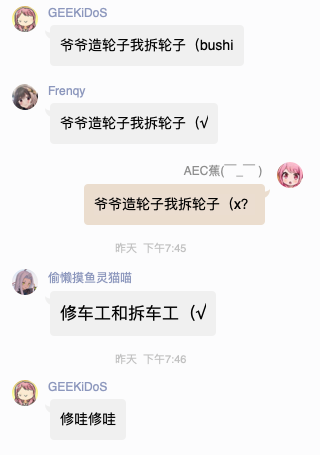 GEEKiDoS
爷爷造轮子我拆轮子（bushi
Frenqy
爷爷造轮子我拆轮子（√
AEC蕉(￣_￣ )
爷爷造轮子我拆轮子（x？
昨天 下午7:45
偷懒摸鱼灵猫喵
修车工和拆车工（√
昨天 下午7:46
GEEKiDoS
修哇修哇